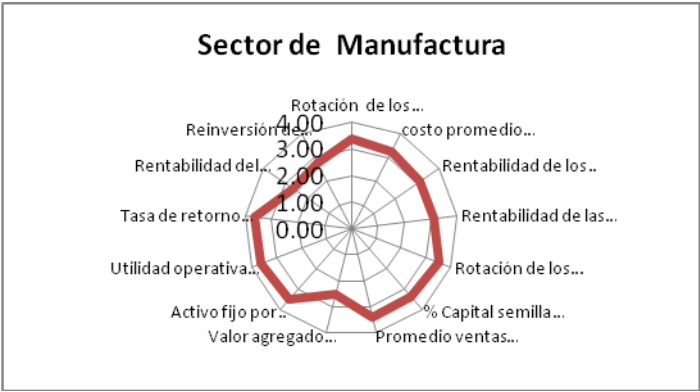 Sector de Manufactura
Rotación de los...
costo promedio...
Rentabilidad de los..
Rentabilidad de las...
Rotación de los...
% Capital semilla...
Promedio ventas...
Valor agregado...
Activo fijo por..
Utilidad operativa...
Tasa de retorno...
Rentabilidad del...
Reinversión de...
4.00
3.00
2.00
1.00
0.00